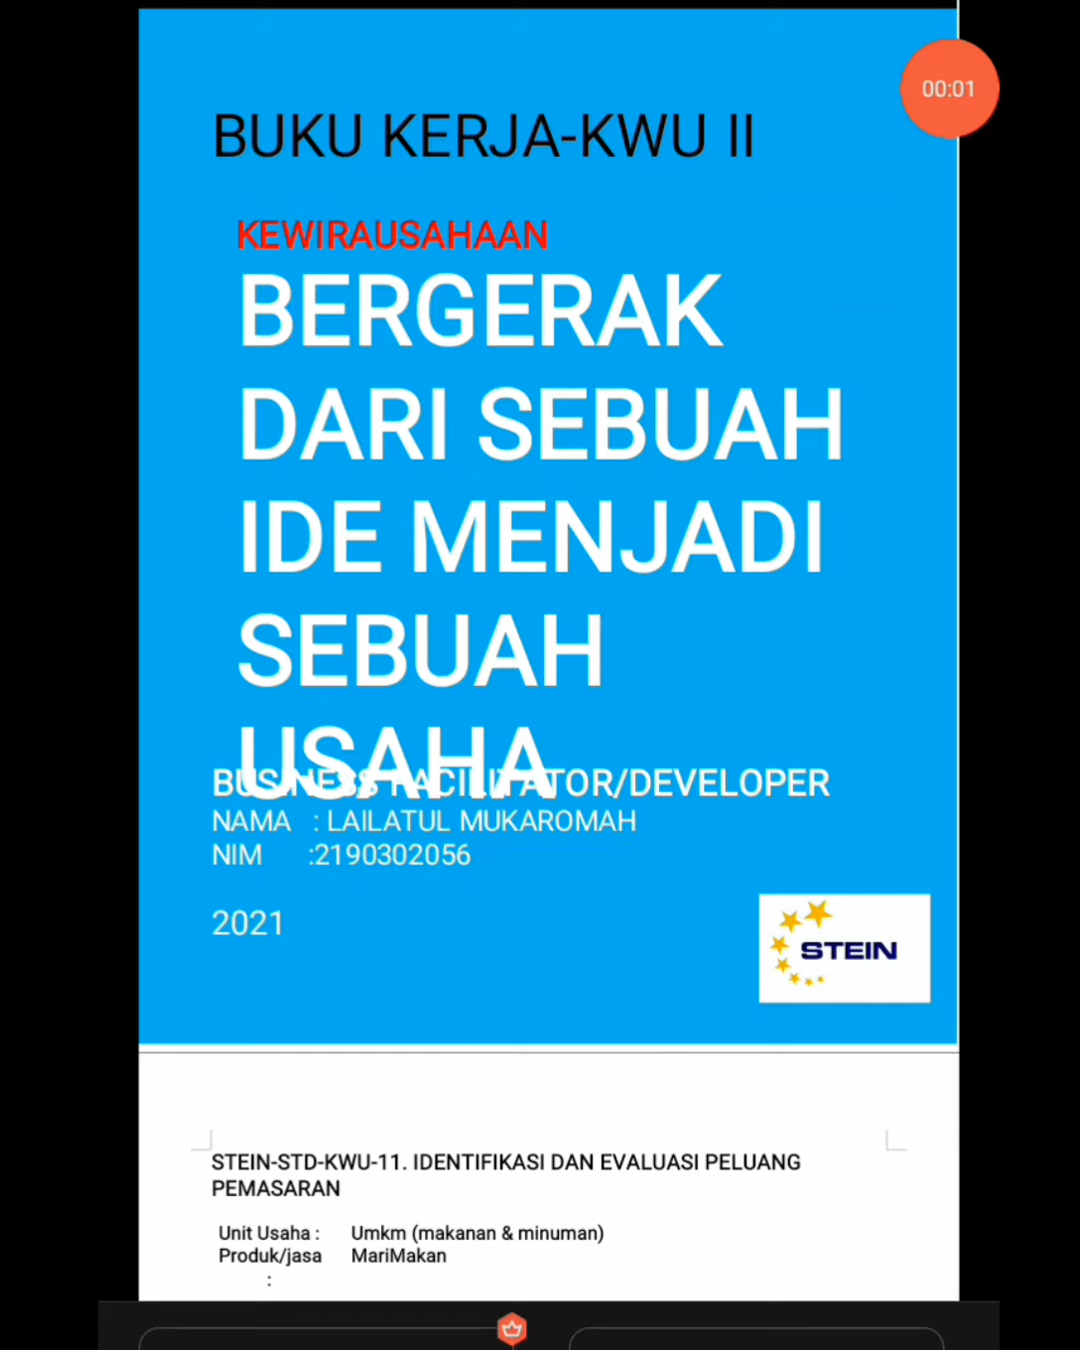 00:01
BUKU KERJA-KWU II
KEWIRAUSAHAAN
BERGERAK
DARI SEBUAH
IDE MENJADI
SEBUAH
USAHA
BUSINESS FACILITATOR/DEVELOPER
NAMA : LAILATUL MUKAROMAH
NIM :2190302056
2021
STEIN
STEIN-STD-KWU-11. IDENTIFIKASI DAN EVALUASI PELUANG
PEMASARAN
Unit Usaha : Umkm (makanan & minuman)
Produk/jasa MariMakan
: